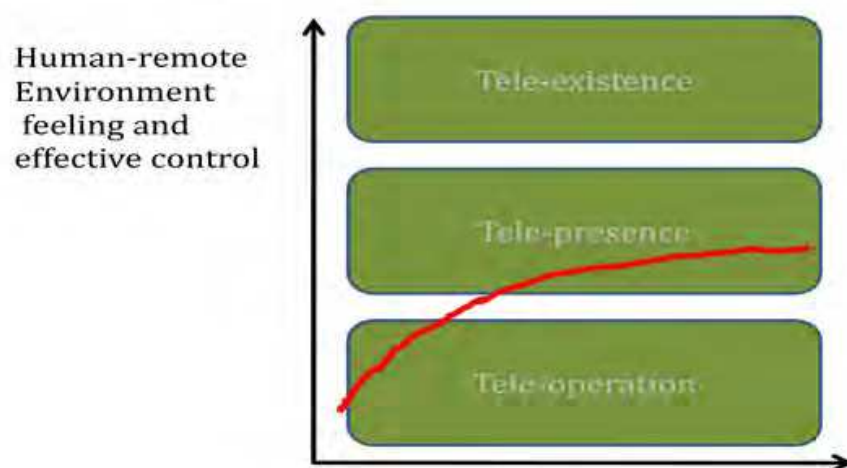 Human-remote
Environment
feeling and
effective control
Tele-existence
Tele-presence
Tele-operation